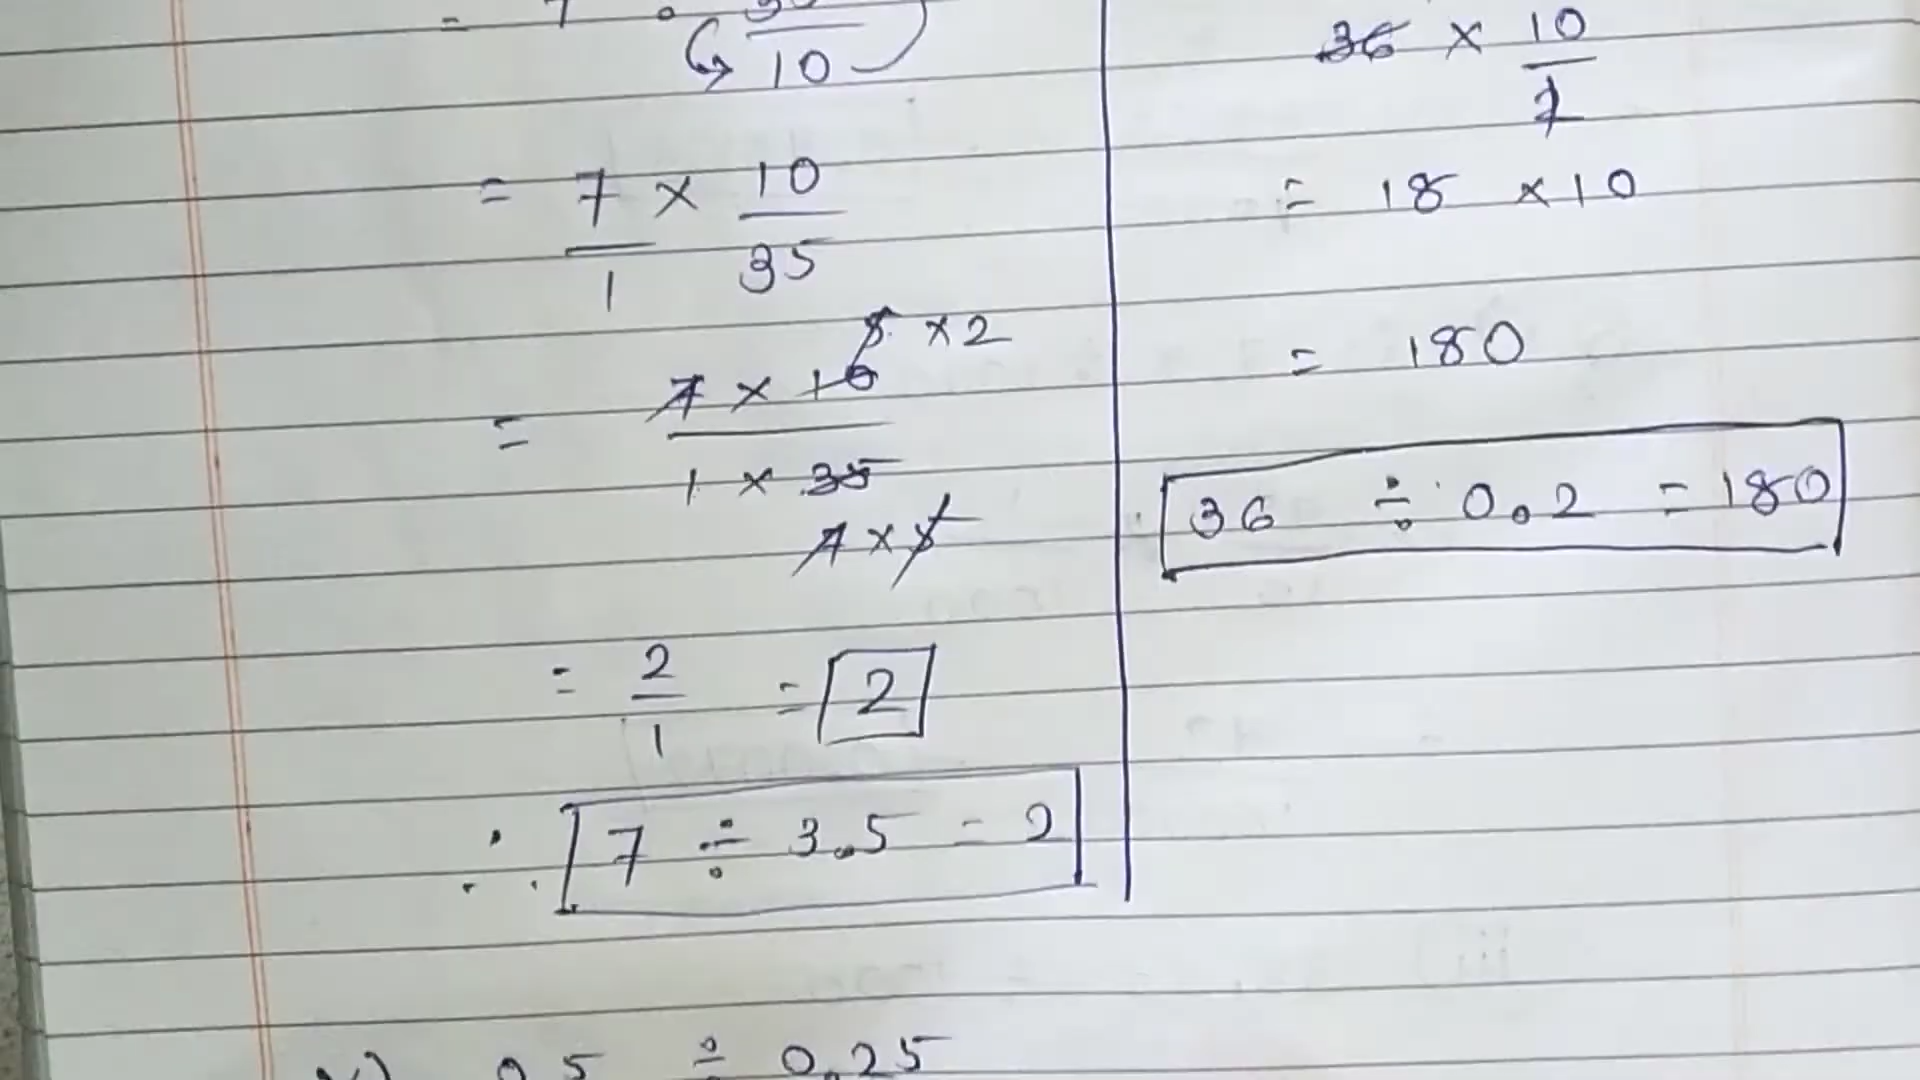 = 7 ÷ 35/10
= 7/1 × 10/35
5 × 2
= 7 × 10 / 1 × 35
7 × 5
= 2/1 = 2
∴ 7 ÷ 3.5 = 2
36 × 10/2
= 18 × 10
= 180
36 ÷ 0.2 = 180
÷ 0.25